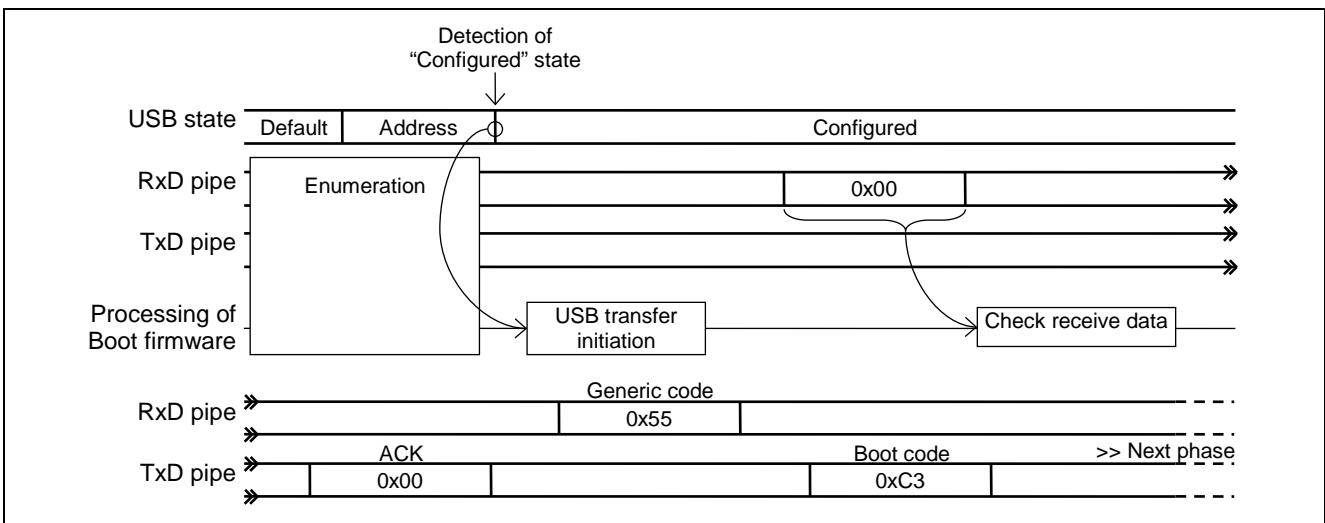 Detection of
“Configured” state
USB state
Default
Address
Configured
RxD pipe
Enumeration
0x00
TxD pipe
Processing of
Boot firmware
USB transfer
initiation
Check receive data
Generic code
RxD pipe
0x55
ACK
Boot code
>> Next phase
TxD pipe
0x00
0xC3